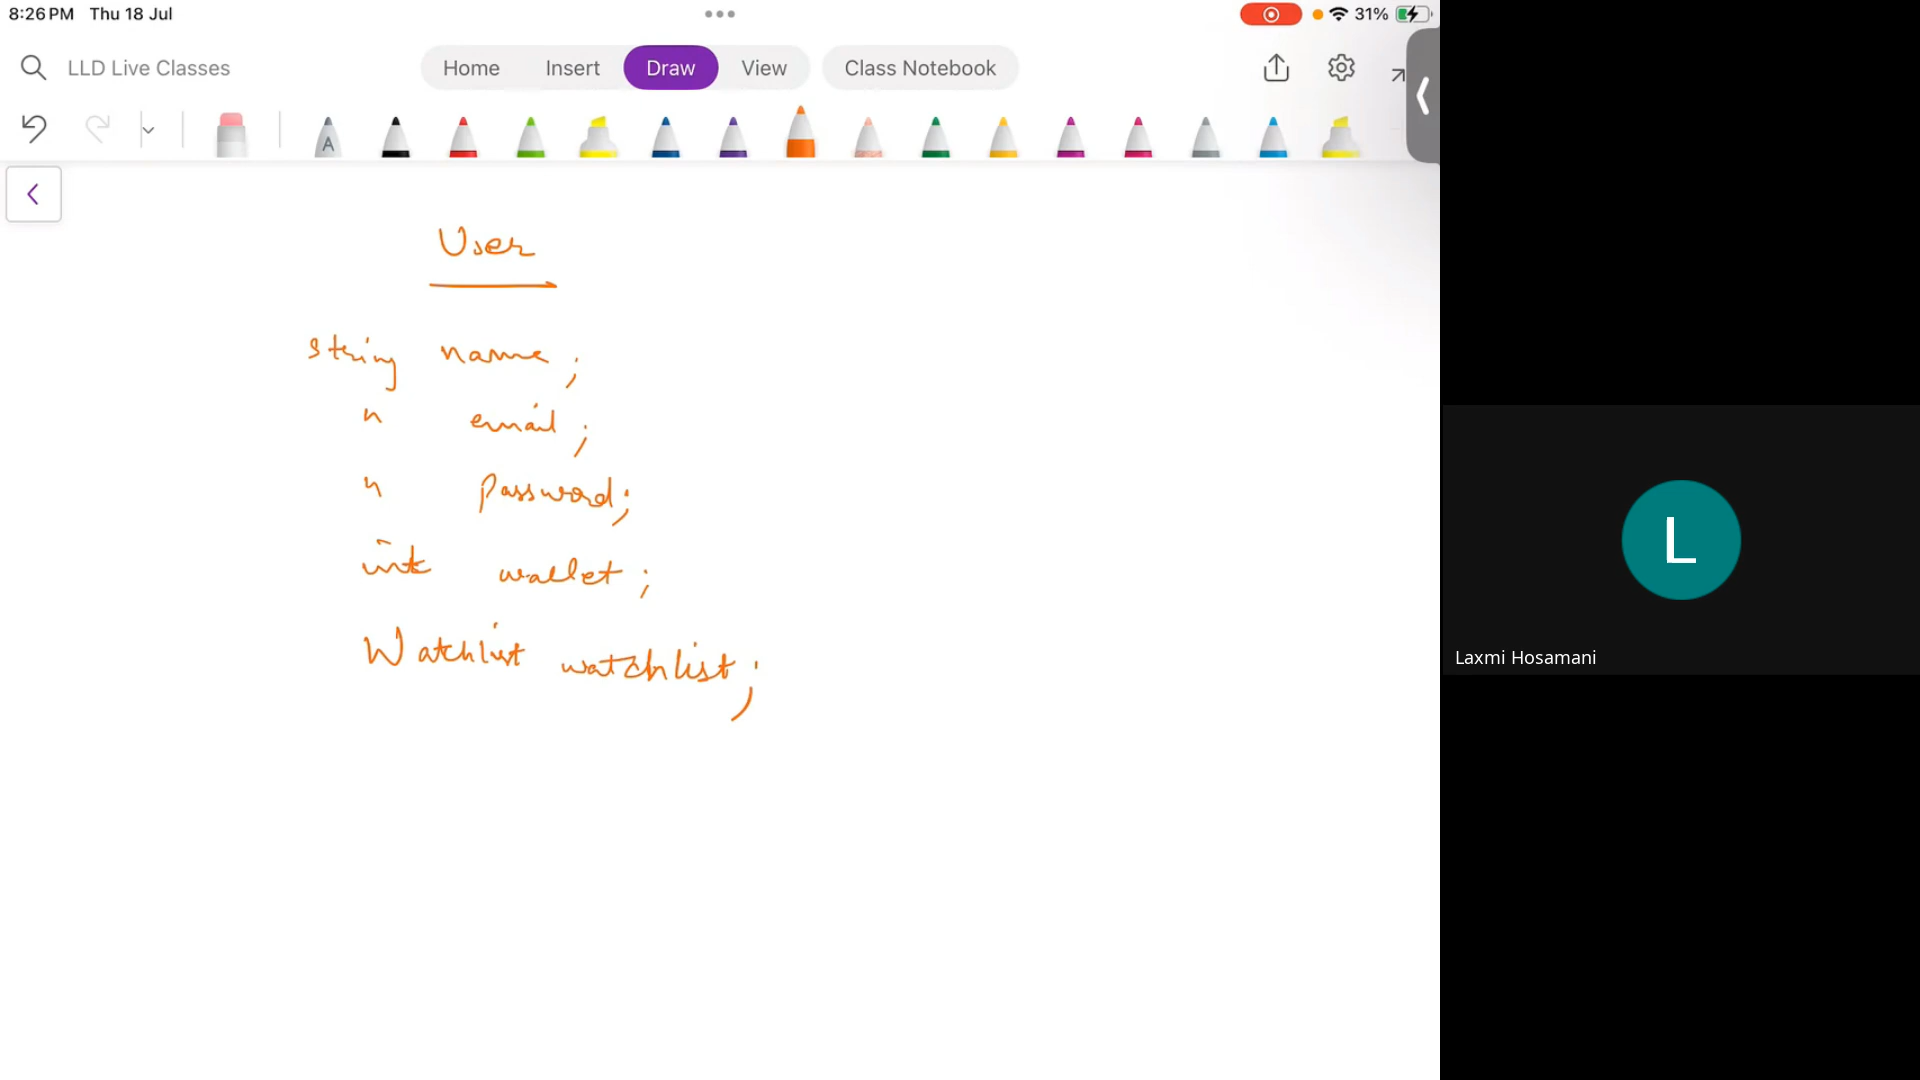 8:26 PM Thu 18 Jul
31%
LLD Live Classes
Home Insert Draw View Class Notebook
A
User
string name;
" email;
" password;
int wallet;
Watchlist watchlist;
L
Laxmi Hosamani